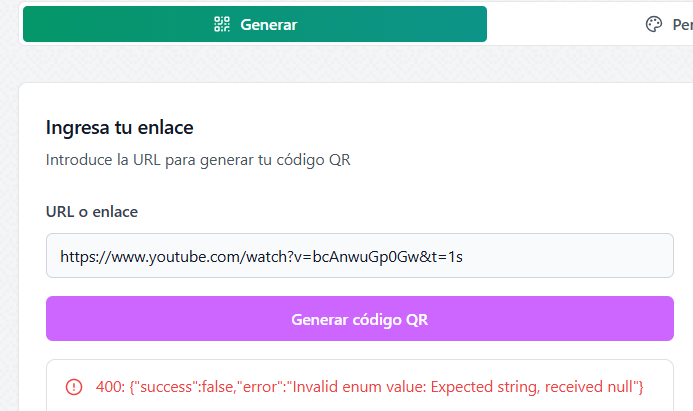 Generar
Per
Ingresa tu enlace
Introduce la URL para generar tu código QR
URL o enlace
https://www.youtube.com/watch?v=bcAnwuGp0Gw&t=1s
Generar código QR
400: {"success":false,"error":"Invalid enum value: Expected string, received null"}